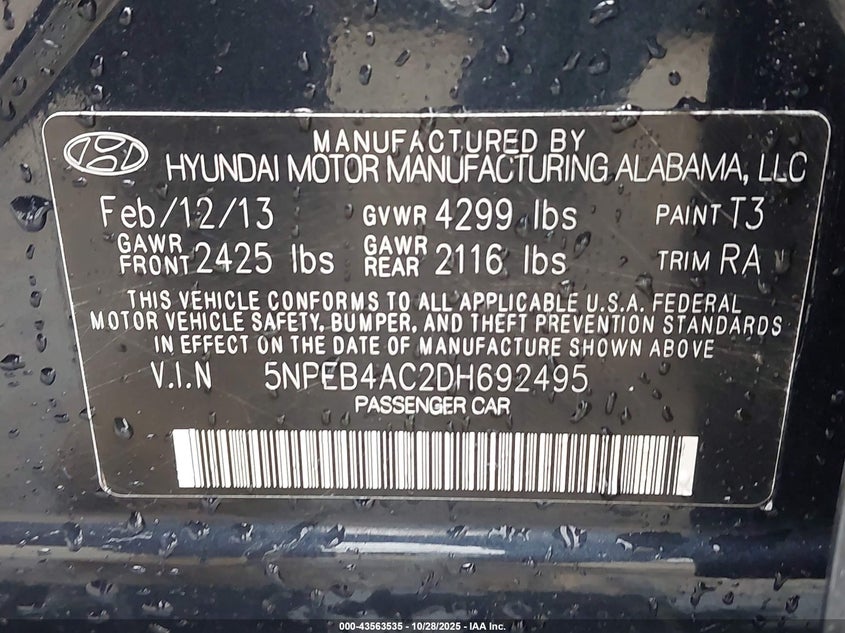 MANUFACTURED BY
HYUNDAI MOTOR MANUFACTURING ALABAMA, LLC
Feb/12/13 GVWR 4299 lbs PAINT T3
GAWR FRONT 2425 lbs GAWR REAR 2116 lbs TRIM RA
THIS VEHICLE CONFORMS TO ALL APPLICABLE U.S.A. FEDERAL
MOTOR VEHICLE SAFETY, BUMPER, AND THEFT PREVENTION STANDARDS
IN EFFECT ON THE DATE OF MANUFACTURE SHOWN ABOVE
V.I.N 5NPEB4AC2DH692495
PASSENGER CAR
000-43563535 - 10/28/2025 - IAA Inc.